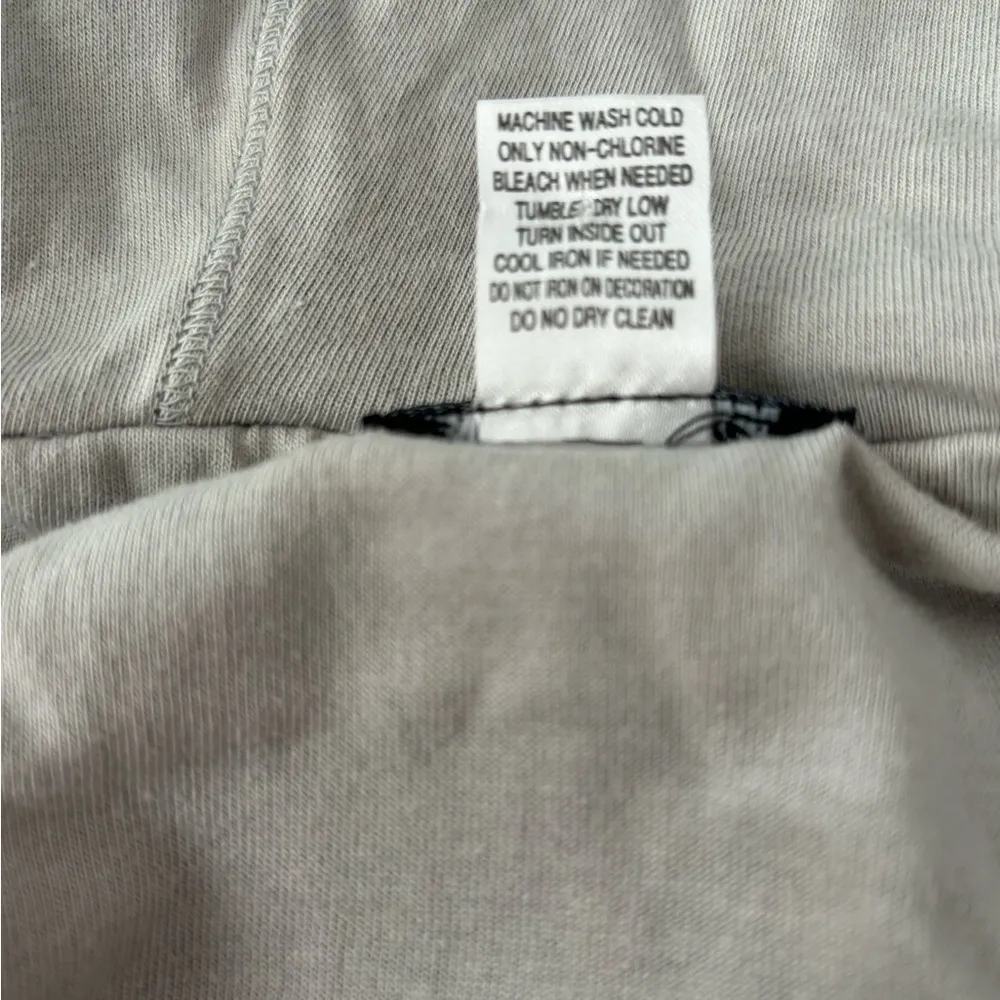 MACHINE WASH COLD
ONLY NON-CHLORINE
BLEACH WHEN NEEDED
TUMBLE DRY LOW
TURN INSIDE OUT
COOL IRON IF NEEDED
DO NOT IRON ON DECORATION
DO NO DRY CLEAN